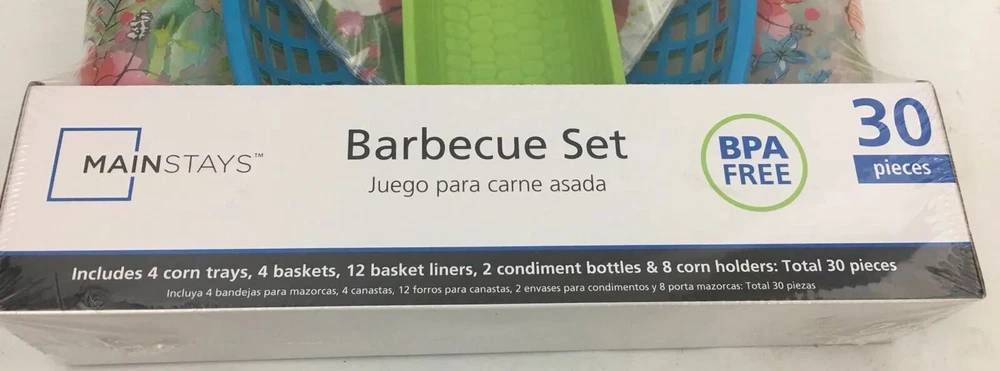 MAINSTAYS™
Barbecue Set
Juego para carne asada
BPA
FREE
30
pieces
Includes 4 corn trays, 4 baskets, 12 basket liners, 2 condiment bottles & 8 corn holders: Total 30 pieces
Incluya 4 bandejas para mazorcas, 4 canastas, 12 forros para canastas, 2 envases para condimentos y 8 porta mazorcas: Total 30 piezas